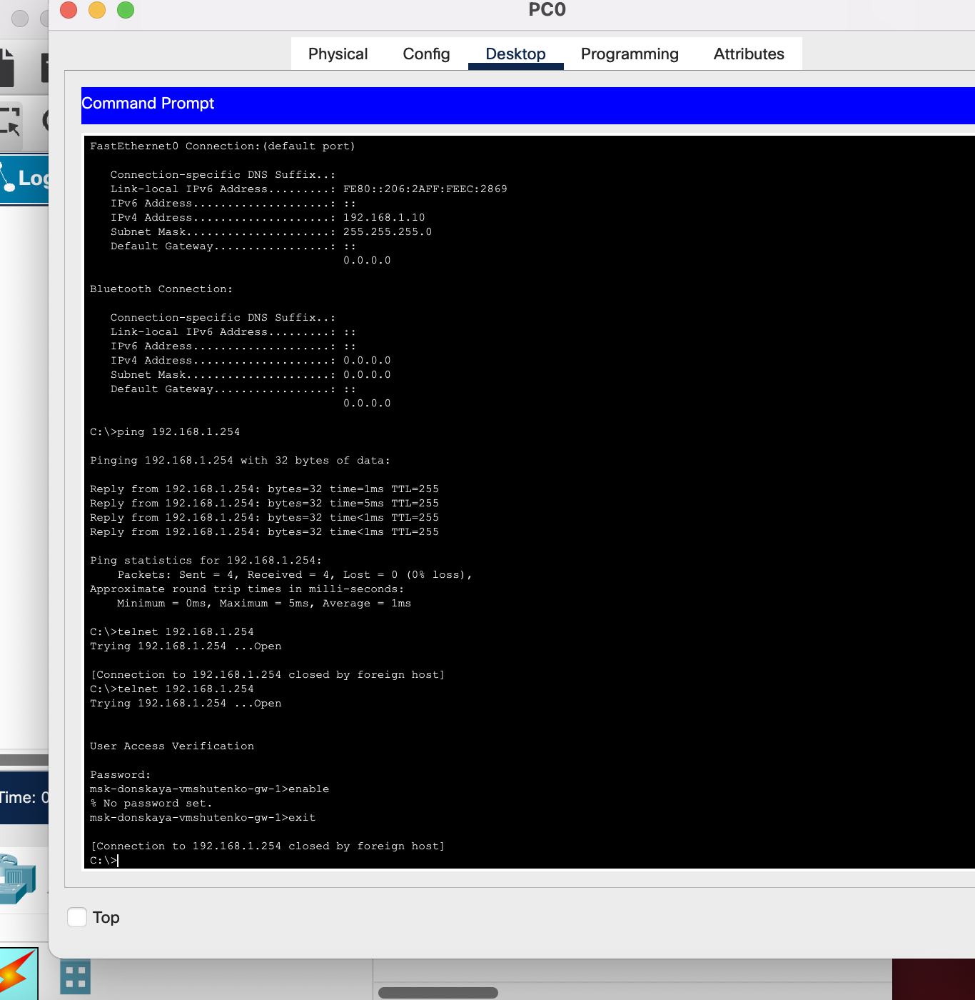 PC0
Physical Config Desktop Programming Attributes
Command Prompt
FastEthernet0 Connection:(default port)
Connection-specific DNS Suffix..:
Link-local IPv6 Address.........: FE80::206:2AFF:FEEC:2869
IPv6 Address....................: ::
IPv4 Address....................: 192.168.1.10
Subnet Mask.....................: 255.255.255.0
Default Gateway.................: ::
0.0.0.0
Bluetooth Connection:
Connection-specific DNS Suffix..:
Link-local IPv6 Address.........: ::
IPv6 Address....................: ::
IPv4 Address....................: 0.0.0.0
Subnet Mask.....................: 0.0.0.0
Default Gateway.................: ::
0.0.0.0
C:\>ping 192.168.1.254
Pinging 192.168.1.254 with 32 bytes of data:
Reply from 192.168.1.254: bytes=32 time=1ms TTL=255
Reply from 192.168.1.254: bytes=32 time=5ms TTL=255
Reply from 192.168.1.254: bytes=32 time<1ms TTL=255
Reply from 192.168.1.254: bytes=32 time<1ms TTL=255
Ping statistics for 192.168.1.254:
Packets: Sent = 4, Received = 4, Lost = 0 (0% loss),
Approximate round trip times in milli-seconds:
Minimum = 0ms, Maximum = 5ms, Average = 1ms
C:\>telnet 192.168.1.254
Trying 192.168.1.254 ...Open
[Connection to 192.168.1.254 closed by foreign host]
C:\>telnet 192.168.1.254
Trying 192.168.1.254 ...Open
User Access Verification
Password:
msk-donskaya-vmshutenko-gw-1>enable
% No password set.
msk-donskaya-vmshutenko-gw-1>exit
[Connection to 192.168.1.254 closed by foreign host]
C:\>
Top
Log
Time: 0